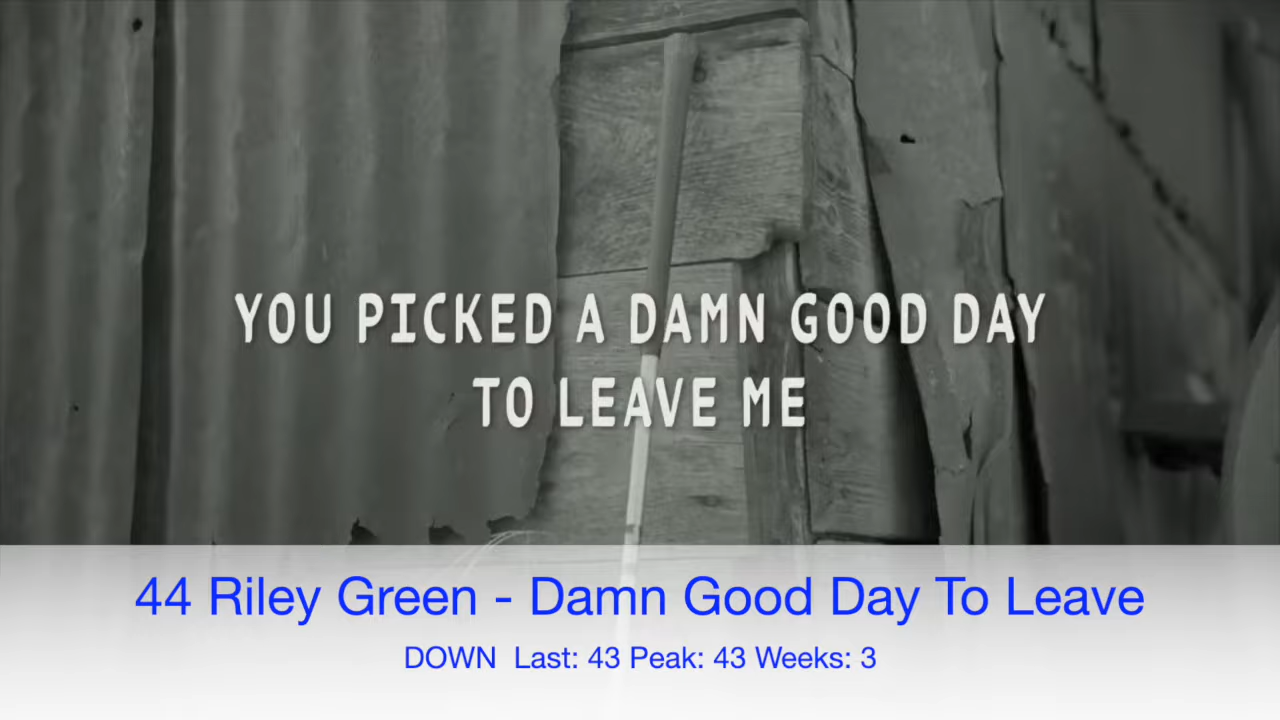 YOU PICKED A DAMN GOOD DAY
TO LEAVE ME
44 Riley Green - Damn Good Day To Leave
DOWN  Last: 43 Peak: 43 Weeks: 3